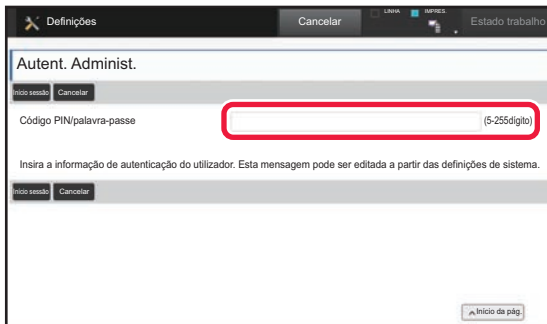 Definições Cancelar LINHA IMPRES. Estado trabalho
Autent. Administ.
Início sessão Cancelar
Código PIN/palavra-passe (5-255dígito)
Insira a informação de autenticação do utilizador. Esta mensagem pode ser editada a partir das definições de sistema.
Início sessão Cancelar
Início da pág.